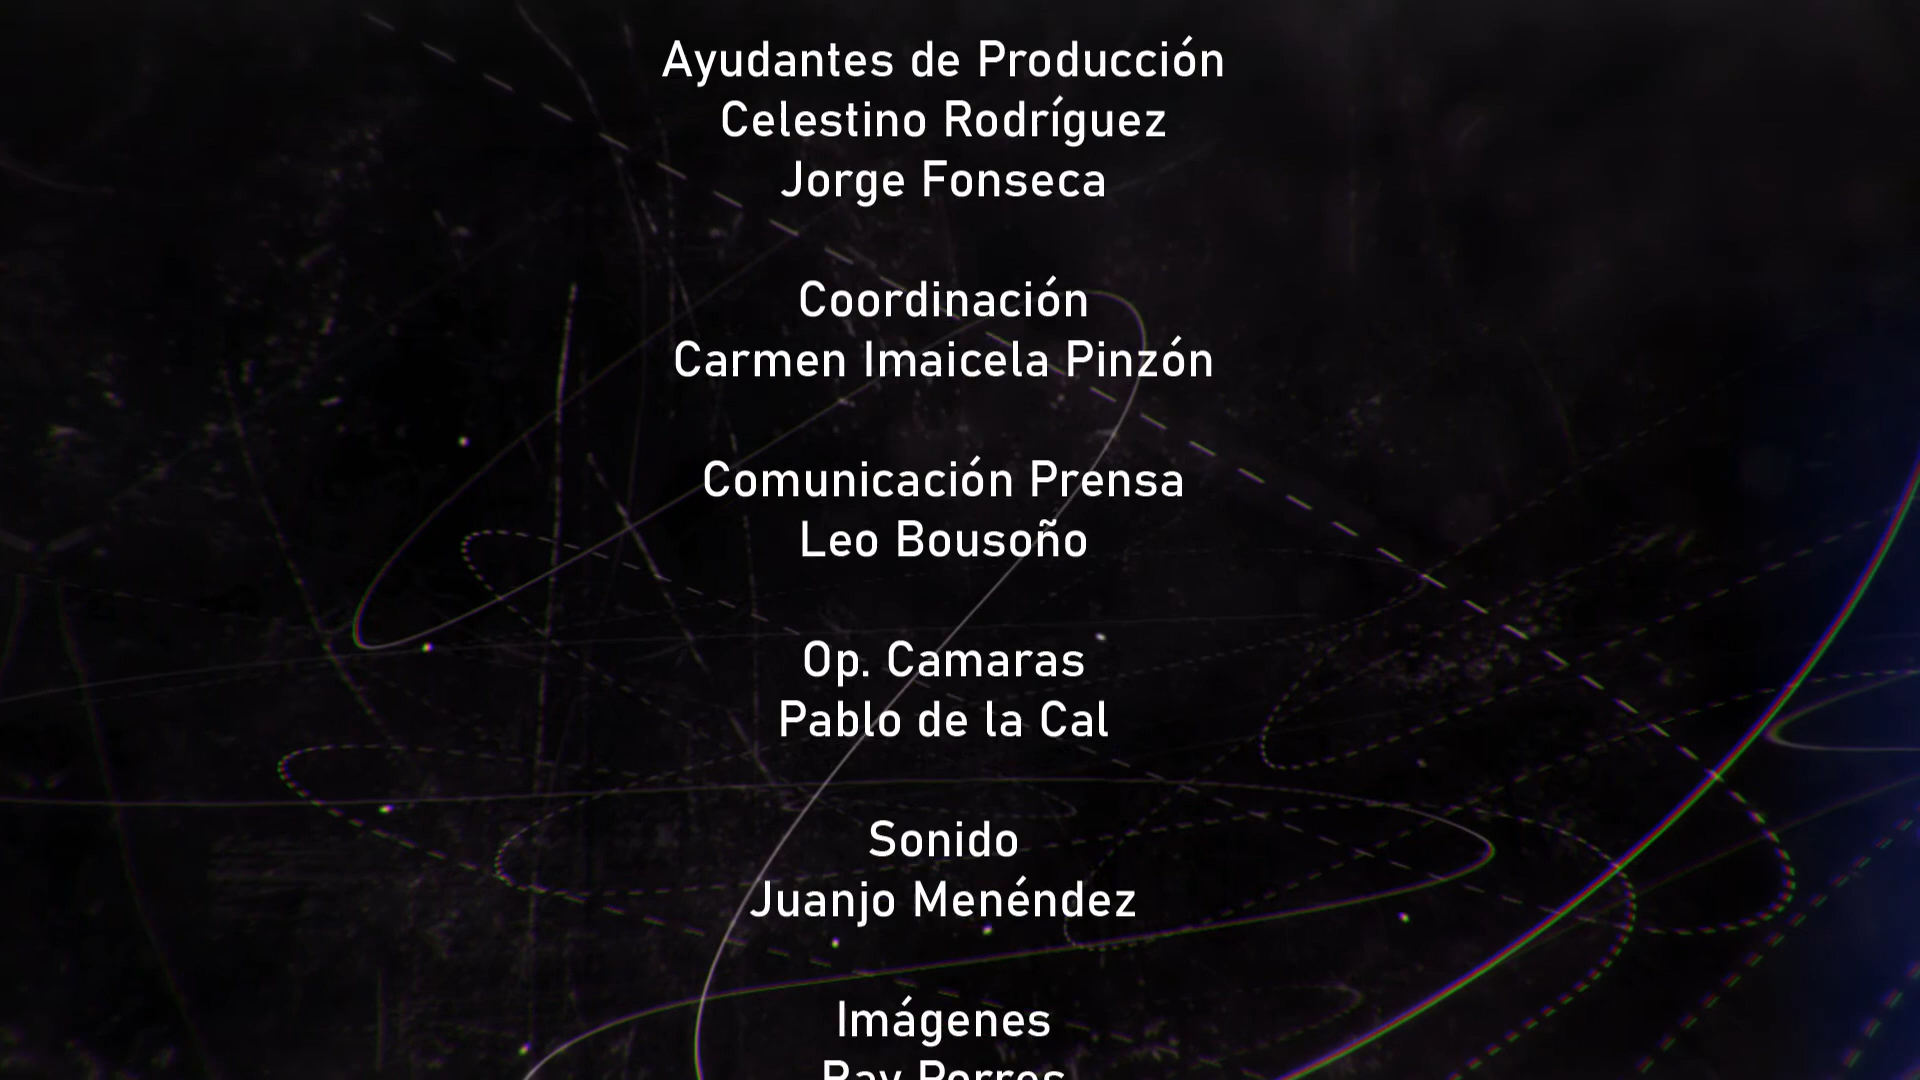 Ayudantes de Producción
Celestino Rodríguez
Jorge Fonseca
Coordinación
Carmen Imaicela Pinzón
Comunicación Prensa
Leo Bousoño
Op. Camaras
Pablo de la Cal
Sonido
Juanjo Menéndez
Imágenes